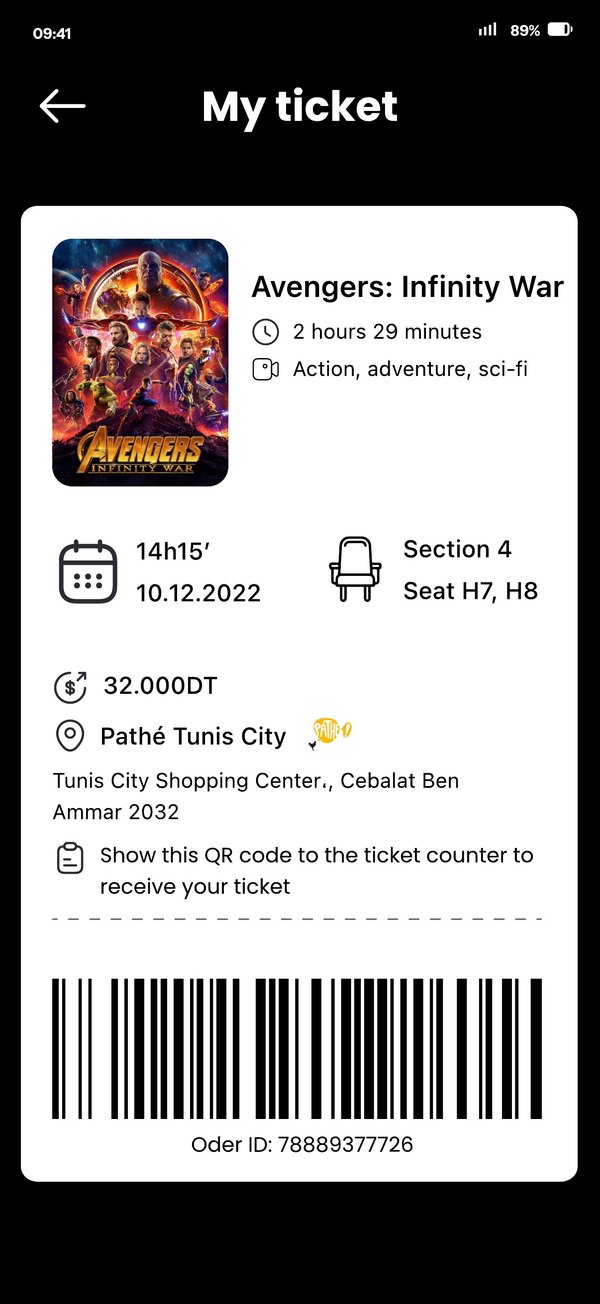 09:41
89%
My ticket
Avengers: Infinity War
2 hours 29 minutes
Action, adventure, sci-fi
AVENGERS
INFINITY WAR
14h15’
10.12.2022
Section 4
Seat H7, H8
32.000DT
Pathé Tunis City
PATHÉ
Tunis City Shopping Center،, Cebalat Ben
Ammar 2032
Show this QR code to the ticket counter to
receive your ticket
Oder ID: 78889377726